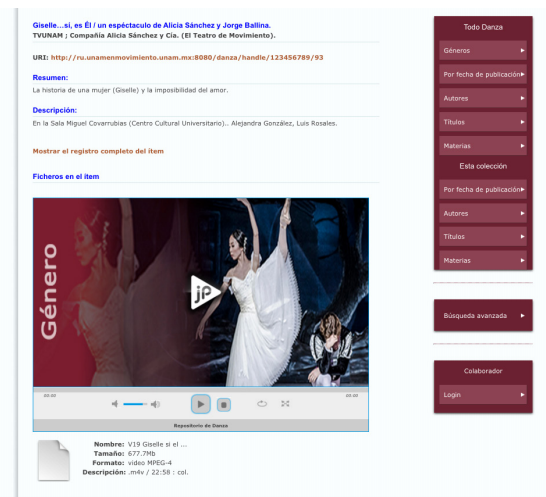 Giselle...si, es Él / un espéctaculo de Alicia Sánchez y Jorge Ballina.
TVUNAM ; Compañia Alicia Sánchez y Cía. (El Teatro de Movimiento).
URI: http://ru.unamenmovimiento.unam.mx:8080/danza/handle/123456789/93
Resumen:
La historia de una mujer (Giselle) y la imposibilidad del amor.
Descripción:
En la Sala Miguel Covarrubias (Centro Cultural Universitario).. Alejandra González, Luis Rosales.
Mostrar el registro completo del ítem
Ficheros en el ítem
Género
jp
00:00
00:00
Repositorio de Danza
Nombre: V19 Giselle si el ...
Tamaño: 677.7Mb
Formato: video MPEG-4
Descripción: .m4v / 22:58 : col.
Todo Danza
Géneros
Por fecha de publicación
Autores
Títulos
Materias
Esta colección
Por fecha de publicación
Autores
Títulos
Materias
Búsqueda avanzada
Colaborador
Login